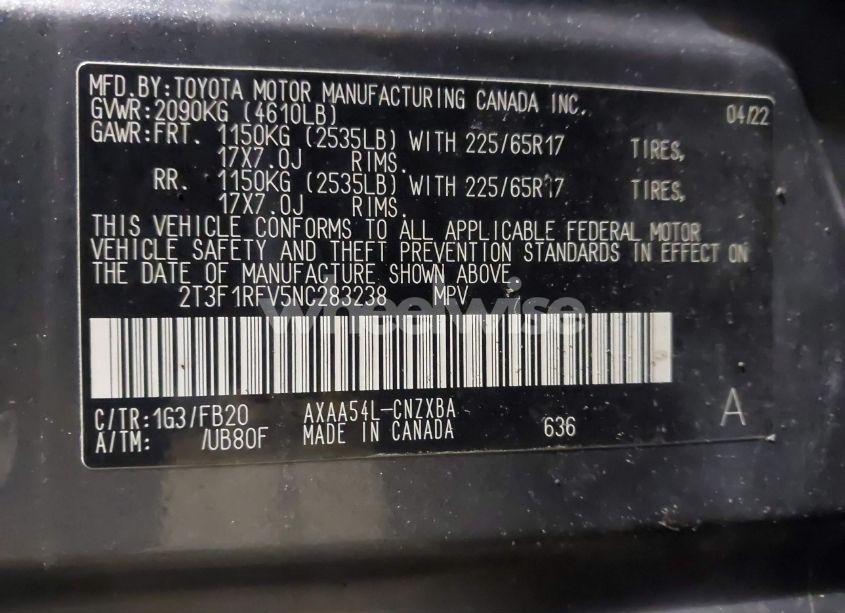 MFD.BY:TOYOTA MOTOR MANUFACTURING CANADA INC. 04/22
GVWR:2090KG (4610LB)
GAWR:FRT. 1150KG (2535LB) WITH 225/65R17 TIRES,
17X7.0J RIMS.
RR. 1150KG (2535LB) WITH 225/65R17 TIRES,
17X7.0J RIMS.
THIS VEHICLE CONFORMS TO ALL APPLICABLE FEDERAL MOTOR
VEHICLE SAFETY AND THEFT PREVENTION STANDARDS IN EFFECT ON
THE DATE OF MANUFACTURE SHOWN ABOVE.
2T3F1RFV5NC283238 MPV
wheelwise
C/TR:1G3/FB20 AXAA54L-CNZXBA A
A/TM: /UB80F MADE IN CANADA 636